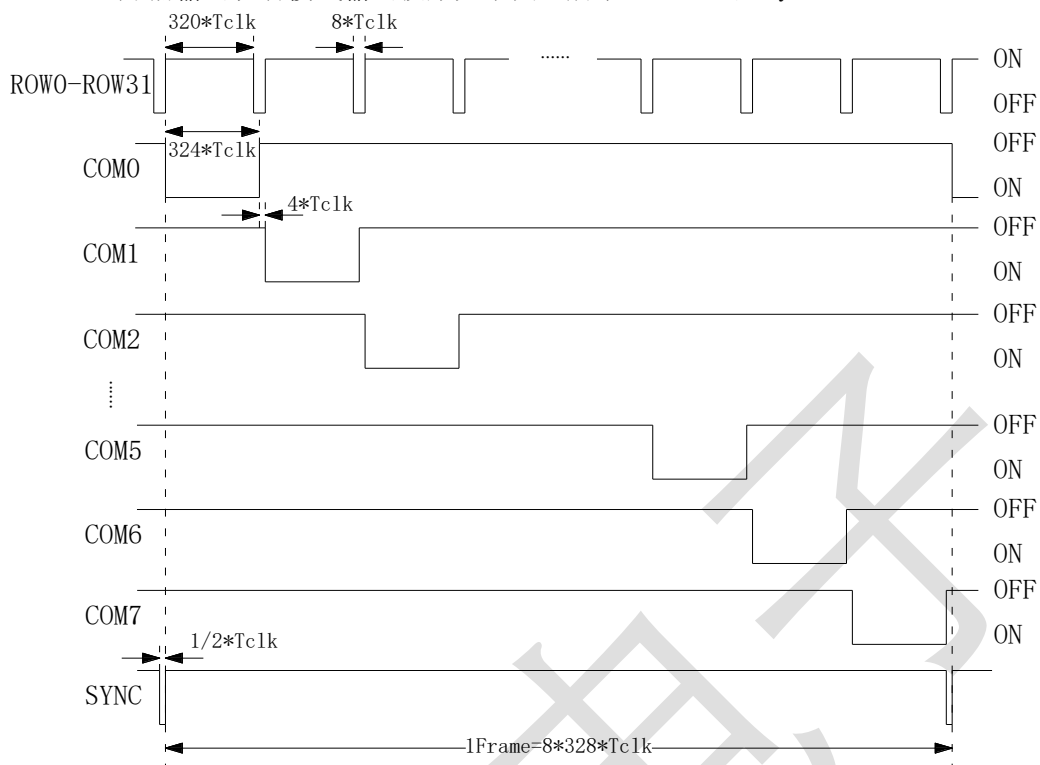 320*Tclk 8*Tclk
ROW0-ROW31 ...... ON
OFF
324*Tclk OFF
COM0
ON
4*Tclk
OFF
COM1
ON
OFF
COM2
ON
......
OFF
COM5
ON
OFF
COM6
ON
OFF
COM7
ON
1/2*Tclk
SYNC
1Frame=8*328*Tclk